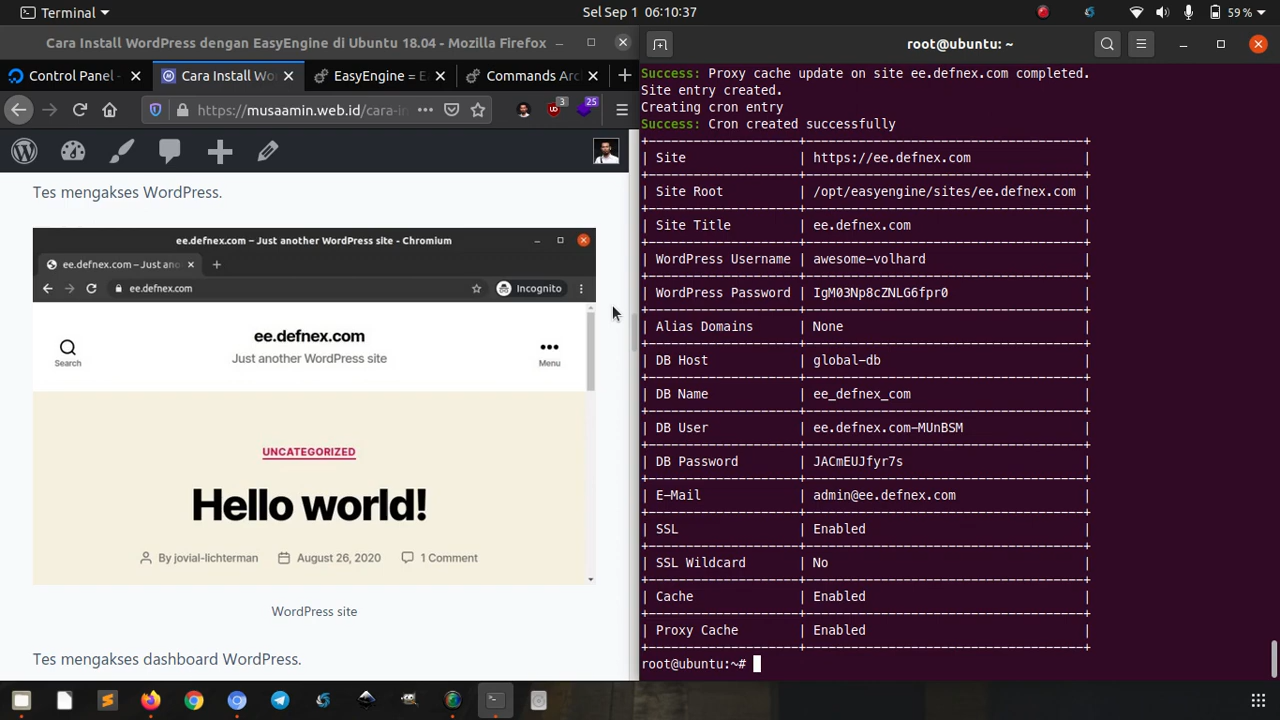 Terminal
Sel Sep 1 06:10:37
59 %
Cara Install WordPress dengan EasyEngine di Ubuntu 18.04 - Mozilla Firefox
Control Panel -
Cara Install Wo
EasyEngine = E
Commands Arc
https://musaamin.web.id/cara-in
3
25
Tes mengakses WordPress.
ee.defnex.com – Just another WordPress site - Chromium
ee.defnex.com – Just ano
ee.defnex.com
Incognito
ee.defnex.com
Just another WordPress site
Search
Menu
UNCATEGORIZED
Hello world!
By jovial-lichterman
August 26, 2020
1 Comment
WordPress site
Tes mengakses dashboard WordPress.
root@ubuntu: ~
Success: Proxy cache update on site ee.defnex.com completed.
Site entry created.
Creating cron entry
Success: Cron created successfully
| Site | https://ee.defnex.com |
| Site Root | /opt/easyengine/sites/ee.defnex.com |
| Site Title | ee.defnex.com |
| WordPress Username | awesome-volhard |
| WordPress Password | IgM03Np8cZNLG6fpr0 |
| Alias Domains | None |
| DB Host | global-db |
| DB Name | ee_defnex_com |
| DB User | ee.defnex.com-MUnBSM |
| DB Password | JACmEUJfyr7s |
| E-Mail | admin@ee.defnex.com |
| SSL | Enabled |
| SSL Wildcard | No |
| Cache | Enabled |
| Proxy Cache | Enabled |
root@ubuntu:~#